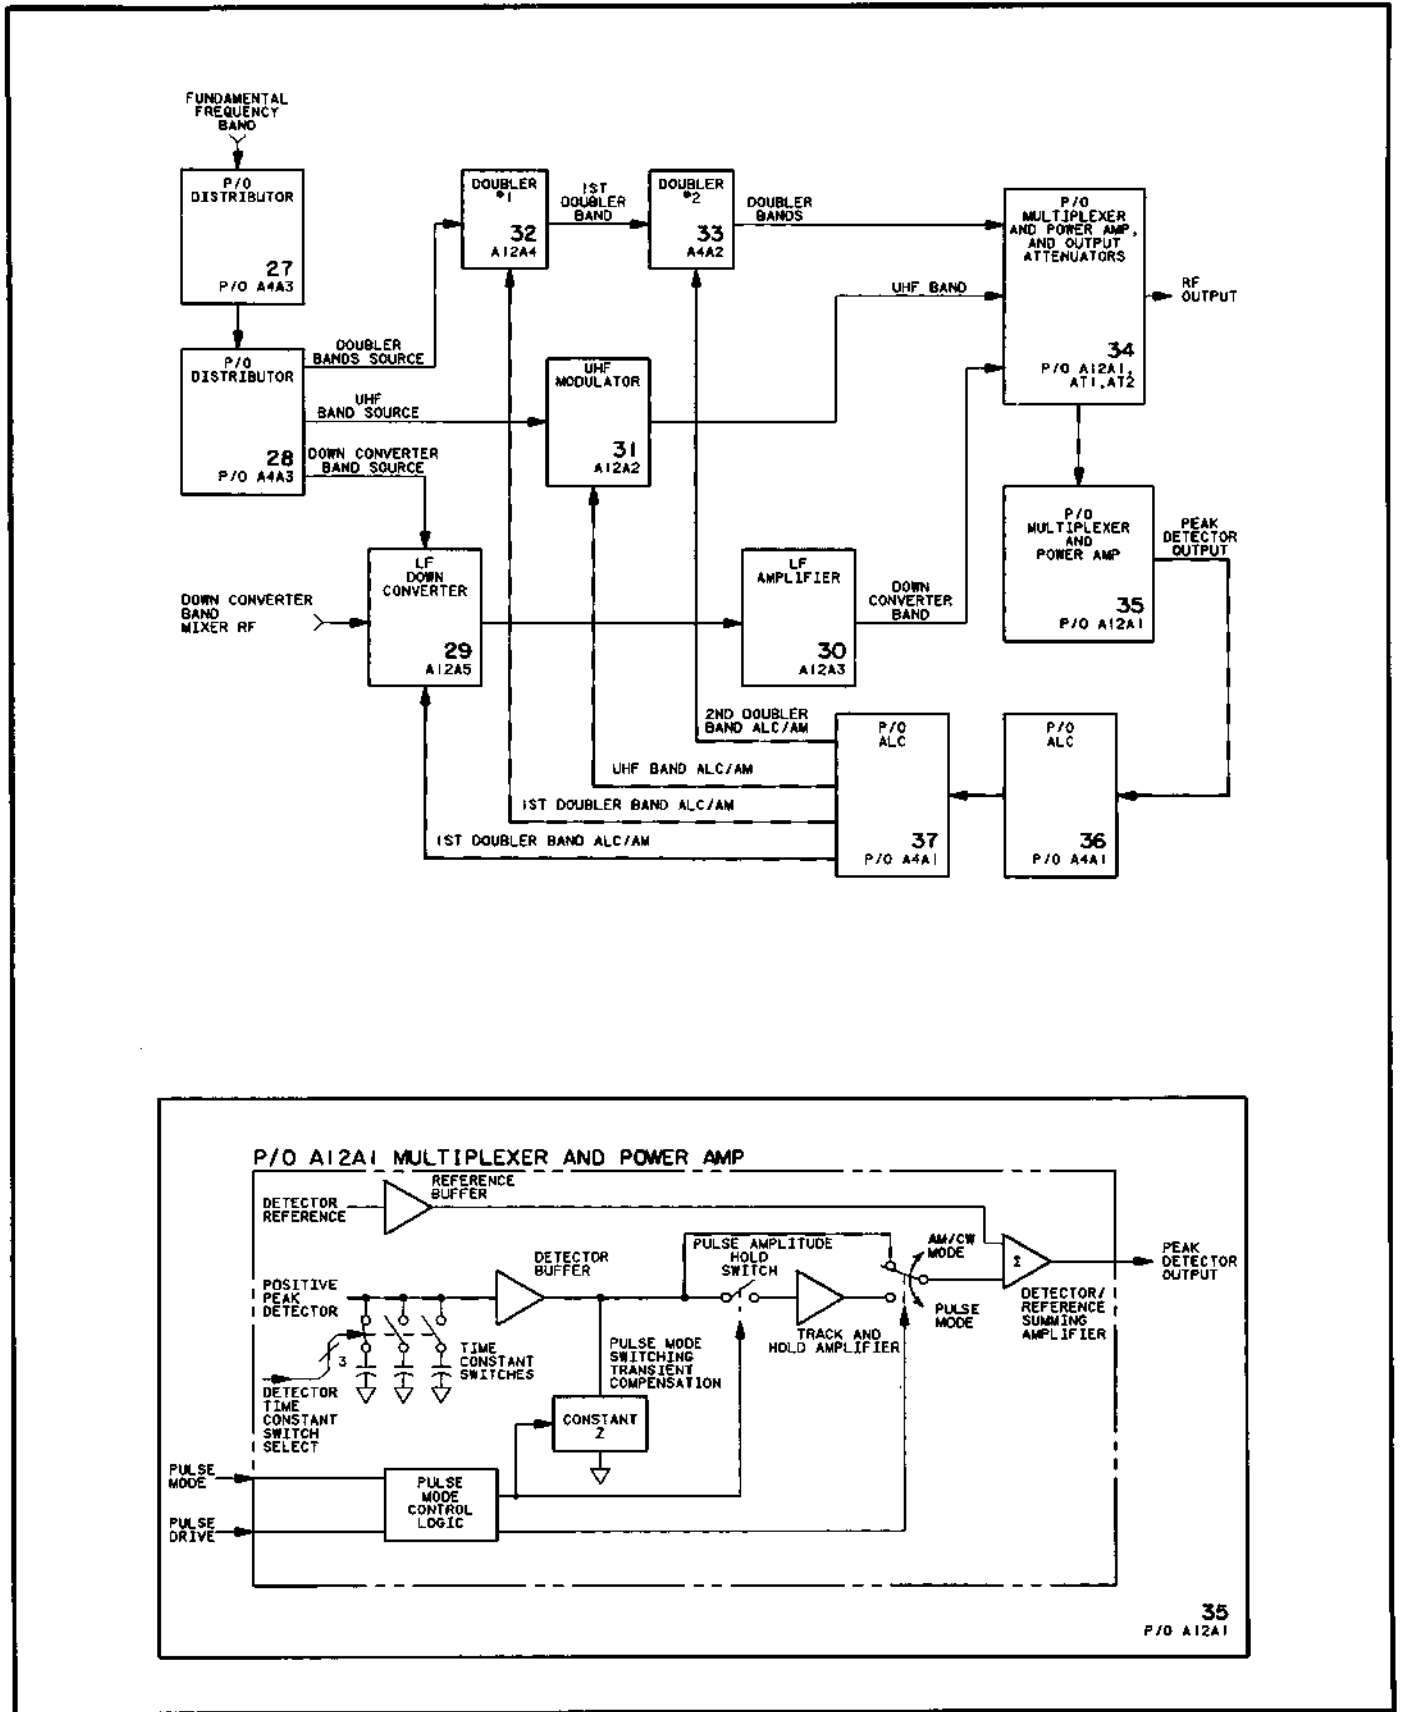 FUNDAMENTAL
FREQUENCY
BAND
P/O
DISTRIBUTOR
27
P/O A4A3
DOUBLER
#1
32
A12A4
1ST
DOUBLER
BAND
DOUBLER
#2
33
A4A2
DOUBLER
BANDS
P/O
MULTIPLEXER
AND POWER AMP,
AND OUTPUT
ATTENUATORS
34
P/O A12A1,
AT1,AT2
RF
OUTPUT
UHF BAND
P/O
DISTRIBUTOR
28
P/O A4A3
DOUBLER
BANDS SOURCE
UHF
BAND SOURCE
DOWN CONVERTER
BAND SOURCE
UHF
MODULATOR
31
A12A2
DOWN CONVERTER
BAND
MIXER RF
LF
DOWN
CONVERTER
29
A12A5
LF
AMPLIFIER
30
A12A3
DOWN
CONVERTER
BAND
P/O
MULTIPLEXER
AND
POWER AMP
35
P/O A12A1
PEAK
DETECTOR
OUTPUT
2ND DOUBLER
BAND ALC/AM
UHF BAND ALC/AM
1ST DOUBLER BAND ALC/AM
1ST DOUBLER BAND ALC/AM
P/O
ALC
37
P/O A4A1
P/O
ALC
36
P/O A4A1
P/O A12A1 MULTIPLEXER AND POWER AMP
DETECTOR
REFERENCE
REFERENCE
BUFFER
POSITIVE
PEAK
DETECTOR
DETECTOR
BUFFER
PULSE AMPLITUDE
HOLD
SWITCH
AM/CW
MODE
PULSE
MODE
Σ
PEAK
DETECTOR
OUTPUT
DETECTOR/
REFERENCE
SUMMING
AMPLIFIER
TRACK AND
HOLD AMPLIFIER
3
TIME
CONSTANT
SWITCHES
PULSE MODE
SWITCHING
TRANSIENT
COMPENSATION
DETECTOR
TIME
CONSTANT
SWITCH
SELECT
CONSTANT
Z
PULSE
MODE
PULSE
DRIVE
PULSE
MODE
CONTROL
LOGIC
35
P/O A12A1